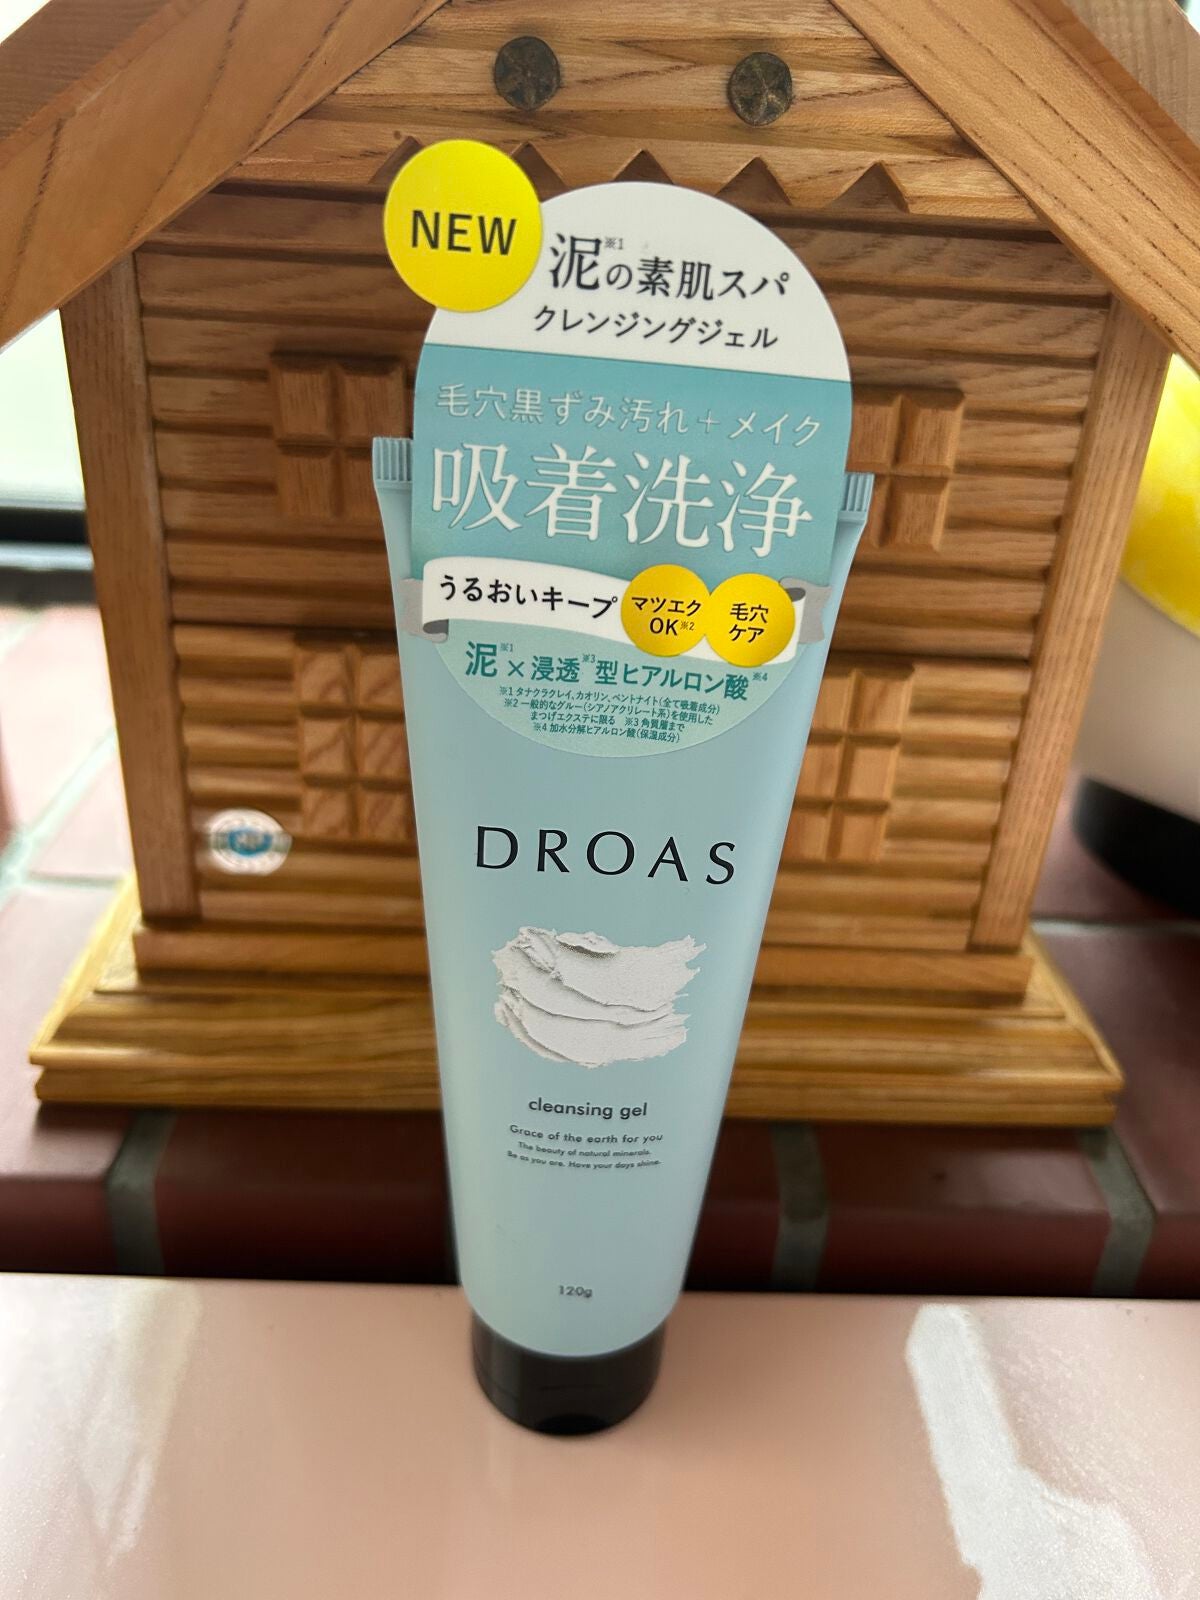 NEW
泥※1の素肌スパ
クレンジングジェル
毛穴黒ずみ汚れ+メイク
吸着洗浄
うるおいキープ
マツエク
OK※2
毛穴
ケア
泥※1×浸透※3型ヒアルロン酸※4
※1 タナクラクレイ、カオリン、ベントナイト(全て吸着成分)
※2 一般的なグルー(シアノアクリレート系)を使用した
まつげエクステに限る ※3 角質層まで
※4 加水分解ヒアルロン酸(保湿成分)
DROAS
cleansing gel
Grace of the earth for you
The beauty of natural minerals.
Be as you are. Have your days shine.
120g